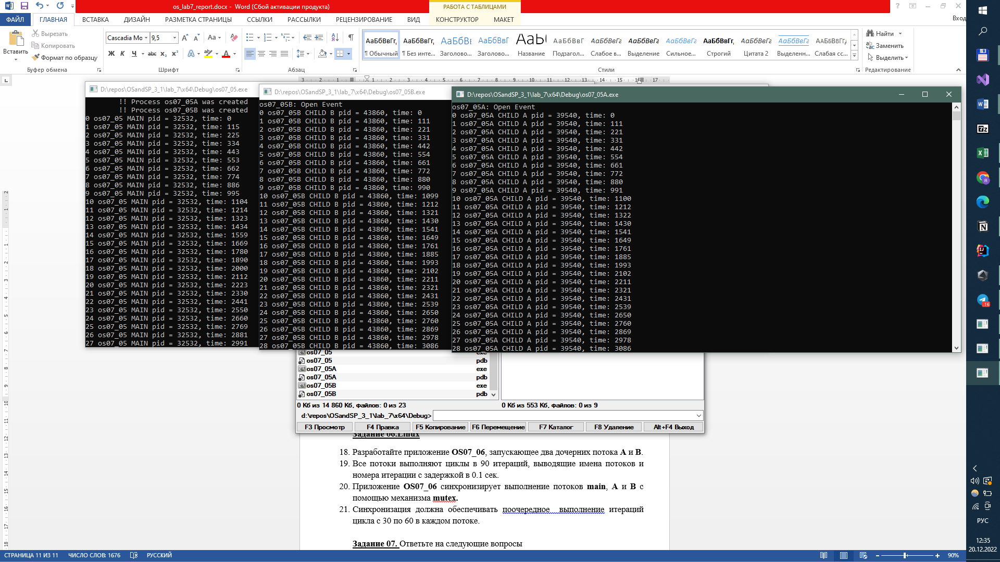 os_lab7_report.docx - Word (Сбой активации продукта)
РАБОТА С ТАБЛИЦАМИ
ФАЙЛ ГЛАВНАЯ ВСТАВКА ДИЗАЙН РАЗМЕТКА СТРАНИЦЫ ССЫЛКИ РАССЫЛКИ РЕЦЕНЗИРОВАНИЕ ВИД КОНСТРУКТОР МАКЕТ Вход
Вставить
Вырезать
Копировать
Формат по образцу
Буфер обмена
Cascadia Mo 9,5
Шрифт
Абзац
¶ Обычный ¶ Без инте... Заголово... Заголово... Название Подзагол... Слабое в... Выделение Сильное... Строгий Цитата 2 Выделенн... Слабая сс...
Стили
Найти
Заменить
Выделить
Редактирование
D:\repos\OSandSP_3_1\lab_7\x64\Debug\os07_05.exe
!! Process os07_05A was created
!! Process os07_05B was created
0 os07_05 MAIN pid = 32532, time: 0
1 os07_05 MAIN pid = 32532, time: 115
2 os07_05 MAIN pid = 32532, time: 225
3 os07_05 MAIN pid = 32532, time: 334
4 os07_05 MAIN pid = 32532, time: 443
5 os07_05 MAIN pid = 32532, time: 553
6 os07_05 MAIN pid = 32532, time: 662
7 os07_05 MAIN pid = 32532, time: 774
8 os07_05 MAIN pid = 32532, time: 886
9 os07_05 MAIN pid = 32532, time: 995
10 os07_05 MAIN pid = 32532, time: 1104
11 os07_05 MAIN pid = 32532, time: 1214
12 os07_05 MAIN pid = 32532, time: 1323
13 os07_05 MAIN pid = 32532, time: 1434
14 os07_05 MAIN pid = 32532, time: 1559
15 os07_05 MAIN pid = 32532, time: 1669
16 os07_05 MAIN pid = 32532, time: 1780
17 os07_05 MAIN pid = 32532, time: 1890
18 os07_05 MAIN pid = 32532, time: 2000
19 os07_05 MAIN pid = 32532, time: 2112
20 os07_05 MAIN pid = 32532, time: 2223
21 os07_05 MAIN pid = 32532, time: 2330
22 os07_05 MAIN pid = 32532, time: 2441
23 os07_05 MAIN pid = 32532, time: 2550
24 os07_05 MAIN pid = 32532, time: 2660
25 os07_05 MAIN pid = 32532, time: 2769
26 os07_05 MAIN pid = 32532, time: 2881
27 os07_05 MAIN pid = 32532, time: 2991
D:\repos\OSandSP_3_1\lab_7\x64\Debug\os07_05B.exe
os07_05B: Open Event
0 os07_05B CHILD B pid = 43860, time: 0
1 os07_05B CHILD B pid = 43860, time: 111
2 os07_05B CHILD B pid = 43860, time: 221
3 os07_05B CHILD B pid = 43860, time: 331
4 os07_05B CHILD B pid = 43860, time: 442
5 os07_05B CHILD B pid = 43860, time: 554
6 os07_05B CHILD B pid = 43860, time: 661
7 os07_05B CHILD B pid = 43860, time: 772
8 os07_05B CHILD B pid = 43860, time: 880
9 os07_05B CHILD B pid = 43860, time: 990
10 os07_05B CHILD B pid = 43860, time: 1099
11 os07_05B CHILD B pid = 43860, time: 1212
12 os07_05B CHILD B pid = 43860, time: 1321
13 os07_05B CHILD B pid = 43860, time: 1430
14 os07_05B CHILD B pid = 43860, time: 1541
15 os07_05B CHILD B pid = 43860, time: 1649
16 os07_05B CHILD B pid = 43860, time: 1761
17 os07_05B CHILD B pid = 43860, time: 1885
18 os07_05B CHILD B pid = 43860, time: 1993
19 os07_05B CHILD B pid = 43860, time: 2102
20 os07_05B CHILD B pid = 43860, time: 2211
21 os07_05B CHILD B pid = 43860, time: 2321
22 os07_05B CHILD B pid = 43860, time: 2431
23 os07_05B CHILD B pid = 43860, time: 2539
24 os07_05B CHILD B pid = 43860, time: 2650
25 os07_05B CHILD B pid = 43860, time: 2760
26 os07_05B CHILD B pid = 43860, time: 2869
27 os07_05B CHILD B pid = 43860, time: 2978
28 os07_05B CHILD B pid = 43860, time: 3086
D:\repos\OSandSP_3_1\lab_7\x64\Debug\os07_05A.exe
os07_05A: Open Event
0 os07_05A CHILD A pid = 39540, time: 0
1 os07_05A CHILD A pid = 39540, time: 111
2 os07_05A CHILD A pid = 39540, time: 221
3 os07_05A CHILD A pid = 39540, time: 331
4 os07_05A CHILD A pid = 39540, time: 442
5 os07_05A CHILD A pid = 39540, time: 554
6 os07_05A CHILD A pid = 39540, time: 661
7 os07_05A CHILD A pid = 39540, time: 772
8 os07_05A CHILD A pid = 39540, time: 880
9 os07_05A CHILD A pid = 39540, time: 991
10 os07_05A CHILD A pid = 39540, time: 1100
11 os07_05A CHILD A pid = 39540, time: 1212
12 os07_05A CHILD A pid = 39540, time: 1322
13 os07_05A CHILD A pid = 39540, time: 1430
14 os07_05A CHILD A pid = 39540, time: 1541
15 os07_05A CHILD A pid = 39540, time: 1649
16 os07_05A CHILD A pid = 39540, time: 1761
17 os07_05A CHILD A pid = 39540, time: 1885
18 os07_05A CHILD A pid = 39540, time: 1993
19 os07_05A CHILD A pid = 39540, time: 2102
20 os07_05A CHILD A pid = 39540, time: 2211
21 os07_05A CHILD A pid = 39540, time: 2321
22 os07_05A CHILD A pid = 39540, time: 2431
23 os07_05A CHILD A pid = 39540, time: 2539
24 os07_05A CHILD A pid = 39540, time: 2650
25 os07_05A CHILD A pid = 39540, time: 2760
26 os07_05A CHILD A pid = 39540, time: 2869
27 os07_05A CHILD A pid = 39540, time: 2978
28 os07_05A CHILD A pid = 39540, time: 3086
os07_05 exe
os07_05 pdb
os07_05A exe
os07_05A pdb
os07_05B exe
os07_05B pdb
0 Кб из 14 860 Кб, файлов: 0 из 23
0 Кб из 553 Кб, файлов: 0 из 9
d:\repos\OSandSP_3_1\lab_7\x64\Debug>
F3 Просмотр F4 Правка F5 Копирование F6 Перемещение F7 Каталог F8 Удаление Alt+F4 Выход
Задание 06.Linux
18. Разработайте приложение OS07_06, запускающее два дочерних потока A и B.
19. Все потоки выполняют циклы в 90 итераций, выводящие имена потоков и
номера итерации с задержкой в 0.1 сек.
20. Приложение OS07_06 синхронизирует выполнение потоков main, A и B с
помощью механизма mutex.
21. Синхронизация должна обеспечивать поочередное выполнение итераций
цикла с 30 по 60 в каждом потоке.
Задание 07. Ответьте на следующие вопросы
СТРАНИЦА 11 ИЗ 11 ЧИСЛО СЛОВ: 1676 РУССКИЙ 90%
РУС
12:35
20.12.2022